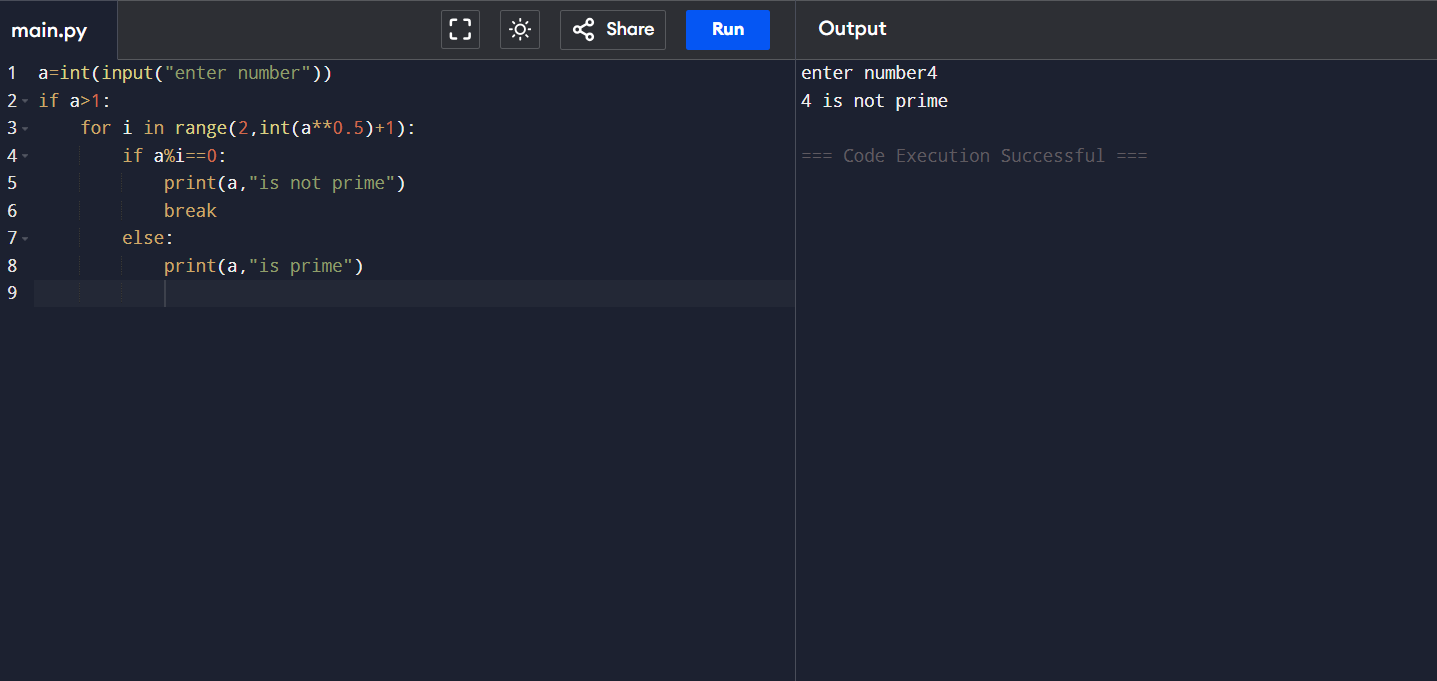 main.py
Share
Run
Output
1 a=int(input("enter number"))
2 if a>1:
3     for i in range(2,int(a**0.5)+1):
4         if a%i==0:
5             print(a,"is not prime")
6             break
7         else:
8             print(a,"is prime")
9
enter number4
4 is not prime
=== Code Execution Successful ===